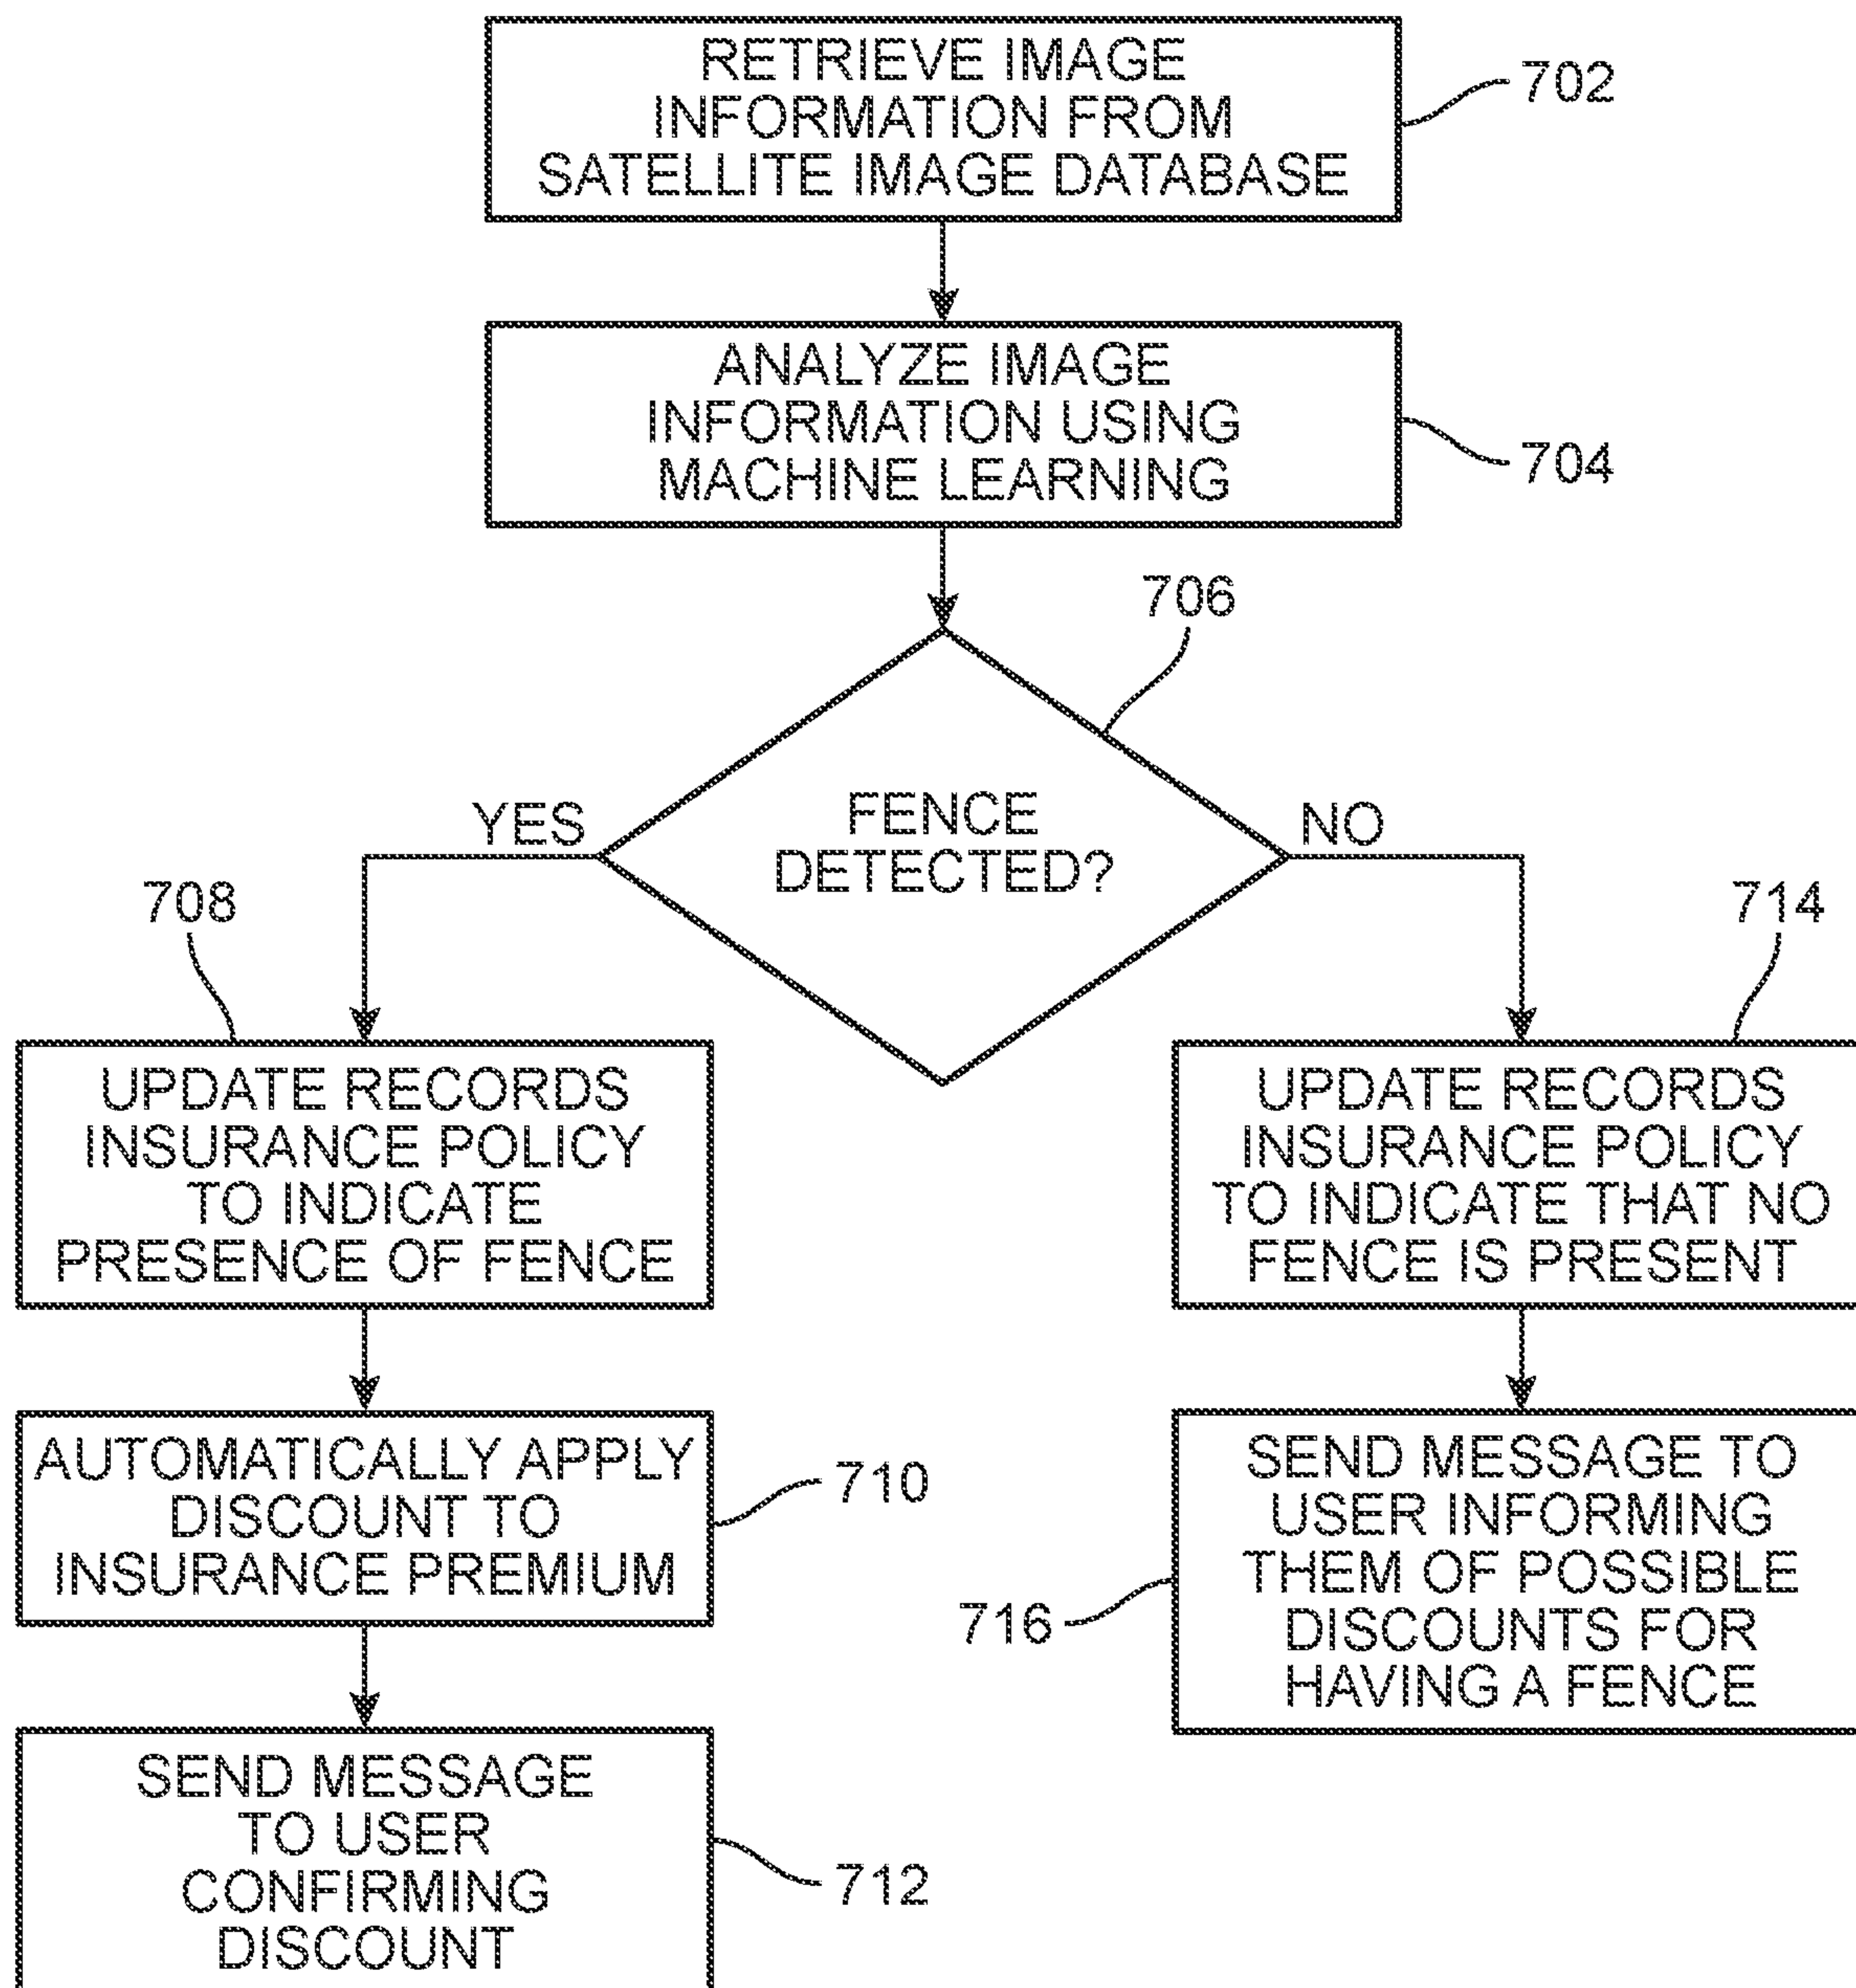 RETRIEVE IMAGE
INFORMATION FROM
SATELLITE IMAGE DATABASE
702
ANALYZE IMAGE
INFORMATION USING
MACHINE LEARNING
704
706
FENCE
DETECTED?
YES
NO
708
UPDATE RECORDS
INSURANCE POLICY
TO INDICATE
PRESENCE OF FENCE
714
UPDATE RECORDS
INSURANCE POLICY
TO INDICATE THAT NO
FENCE IS PRESENT
AUTOMATICALLY APPLY
DISCOUNT TO
INSURANCE PREMIUM
710
SEND MESSAGE TO
USER INFORMING
THEM OF POSSIBLE
DISCOUNTS FOR
HAVING A FENCE
716
SEND MESSAGE
TO USER
CONFIRMING
DISCOUNT
712